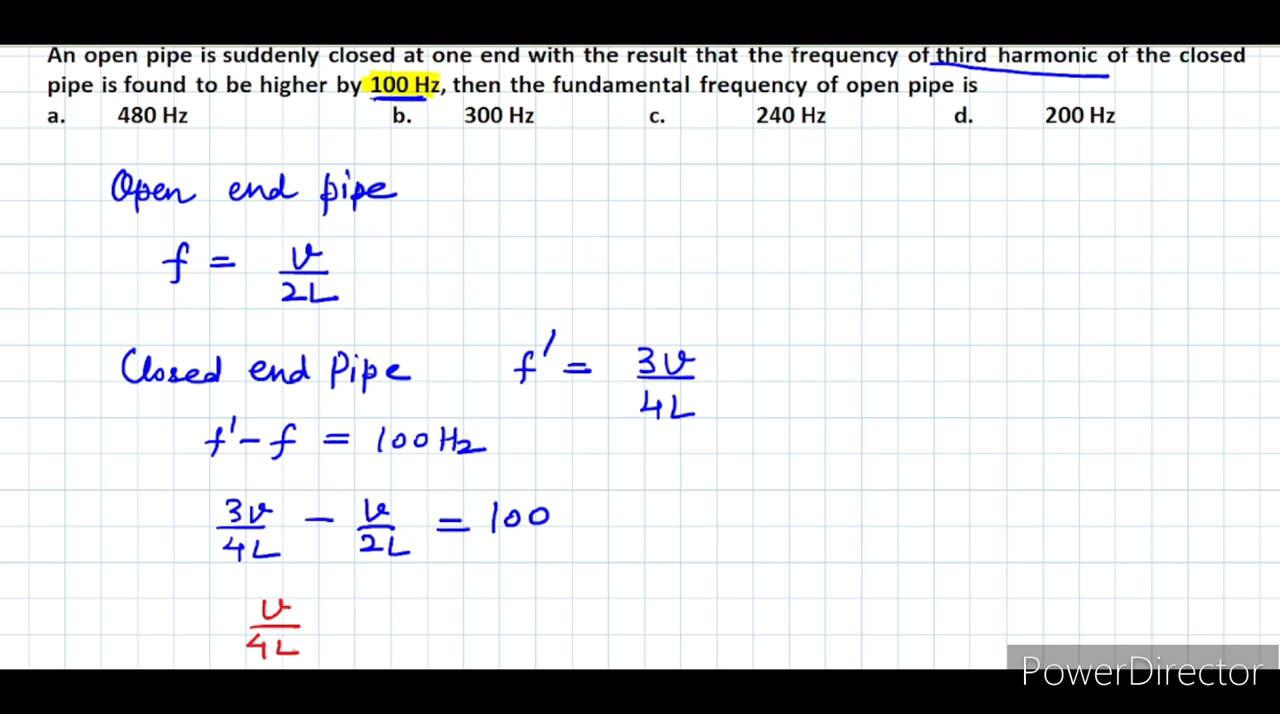 An open pipe is suddenly closed at one end with the result that the frequency of third harmonic of the closed
pipe is found to be higher by 100 Hz, then the fundamental frequency of open pipe is
a. 480 Hz b. 300 Hz c. 240 Hz d. 200 Hz
Open end pipe
f = v/2L
Closed end Pipe f' = 3v/4L
f' - f = 100 Hz
3v/4L - v/2L = 100
v/4L
PowerDirector